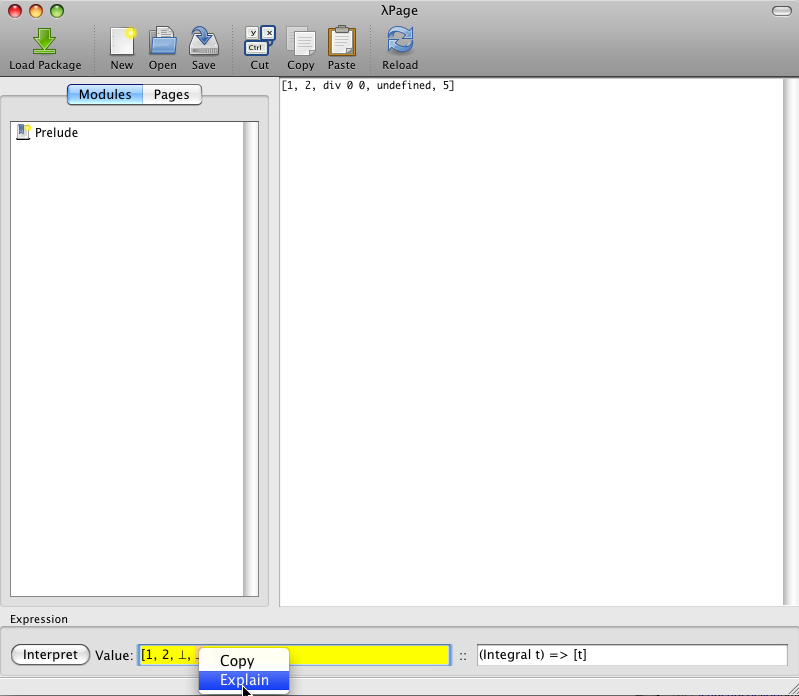 λPage
Load Package New Open Save Cut Copy Paste Reload
y x
Ctrl
Modules Pages
[1, 2, div 0 0, undefined, 5]
Prelude
Expression
Interpret Value: [1, 2, ⊥, :: (Integral t) => [t]
Copy
Explain